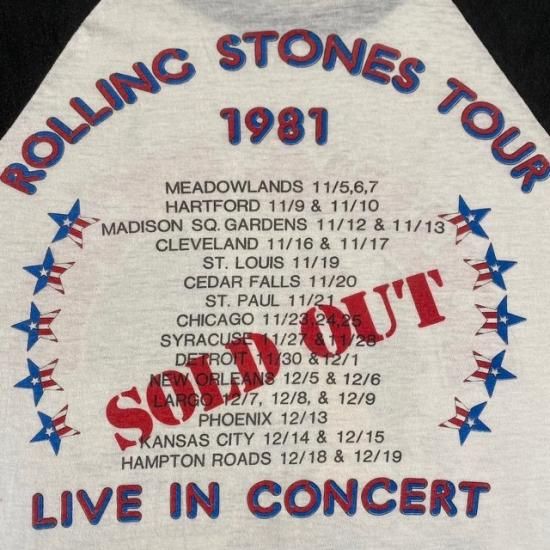 ROLLING STONES TOUR
1981
MEADOWLANDS 11/5,6,7
HARTFORD 11/9 & 11/10
MADISON SQ. GARDENS 11/12 & 11/13
CLEVELAND 11/16 & 11/17
ST. LOUIS 11/19
CEDAR FALLS 11/20
ST. PAUL 11/21
CHICAGO 11/23,24,25
SYRACUSE 11/27 & 11/28
DETROIT 11/30 & 12/1
NEW ORLEANS 12/5 & 12/6
LARGO 12/7, 12/8, & 12/9
PHOENIX 12/13
KANSAS CITY 12/14 & 12/15
HAMPTON ROADS 12/18 & 12/19
SOLD OUT
LIVE IN CONCERT